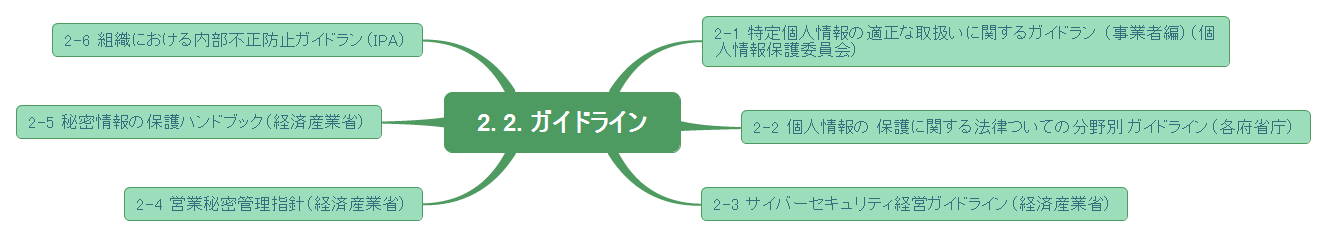 2. 2. ガイドライン
2-1 特定個人情報の適正な取扱いに関するガイドラン (事業者編) (個
人情報保護委員会)
2-2 個人情報の 保護に関する法律ついての分野別ガイドライン (各府省庁)
2-3 サイバーセキュリティ経営ガイドライン (経済産業省)
2-4 営業秘密管理指針 (経済産業省)
2-5 秘密情報の保護ハンドブック (経済産業省)
2-6 組織における内部不正防止ガイドラン (IPA)